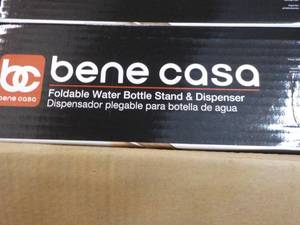 bc
bene casa
bene casa
Foldable Water Bottle Stand & Dispenser
Dispensador plegable para botella de agua